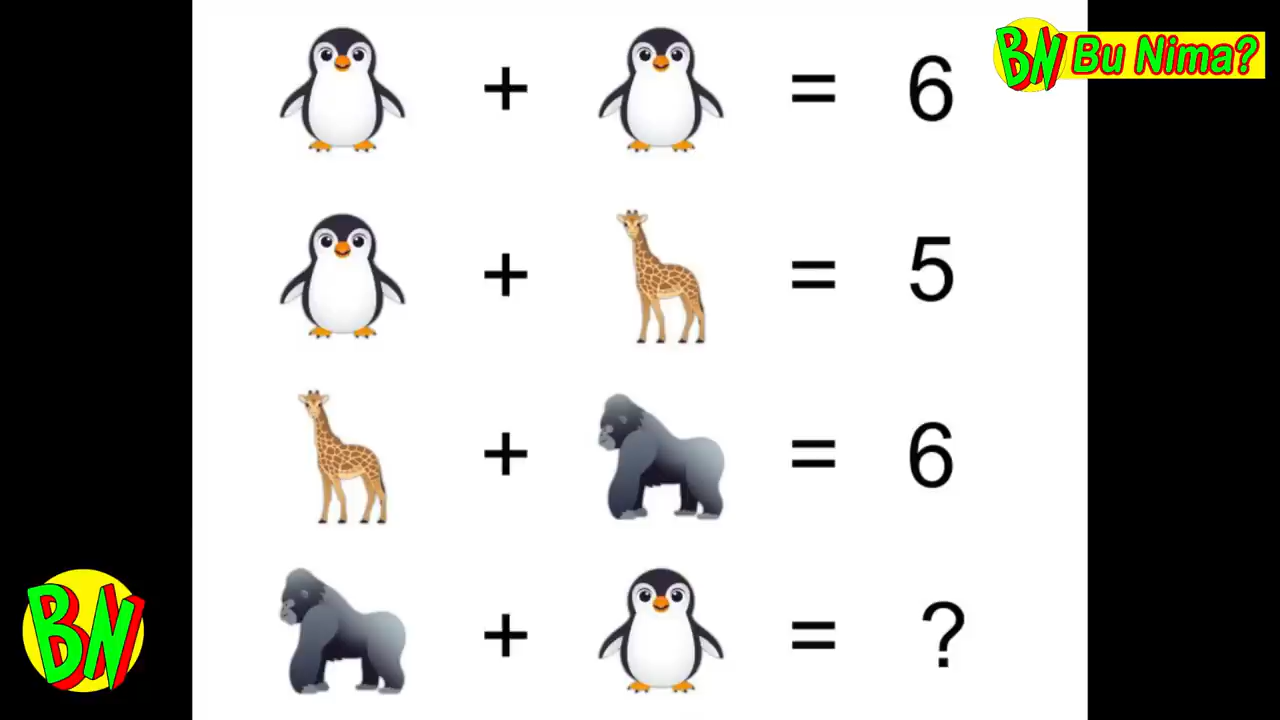 BN Bu Nima?
+ = 6
+ = 5
+ = 6
+ = ?
BN